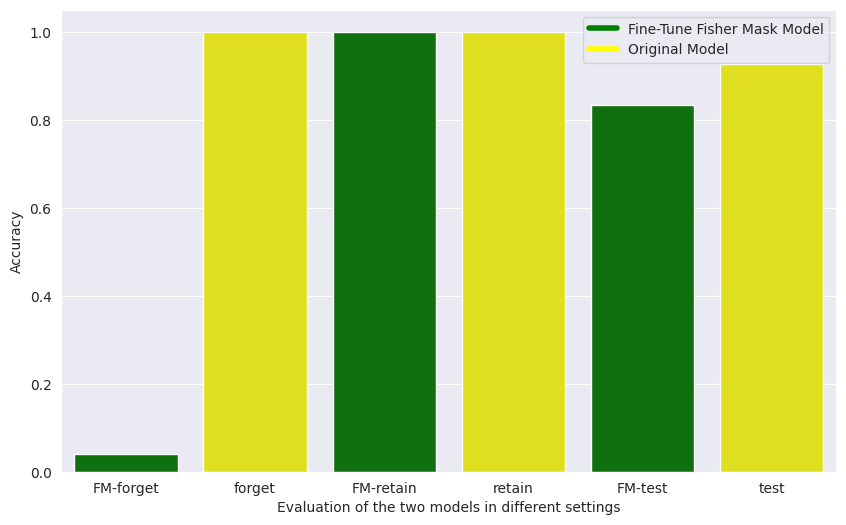 Fine-Tune Fisher Mask Model
Original Model
1.0
0.8
0.6
0.4
0.2
0.0
Accuracy
FM-forget
forget
FM-retain
retain
FM-test
test
Evaluation of the two models in different settings